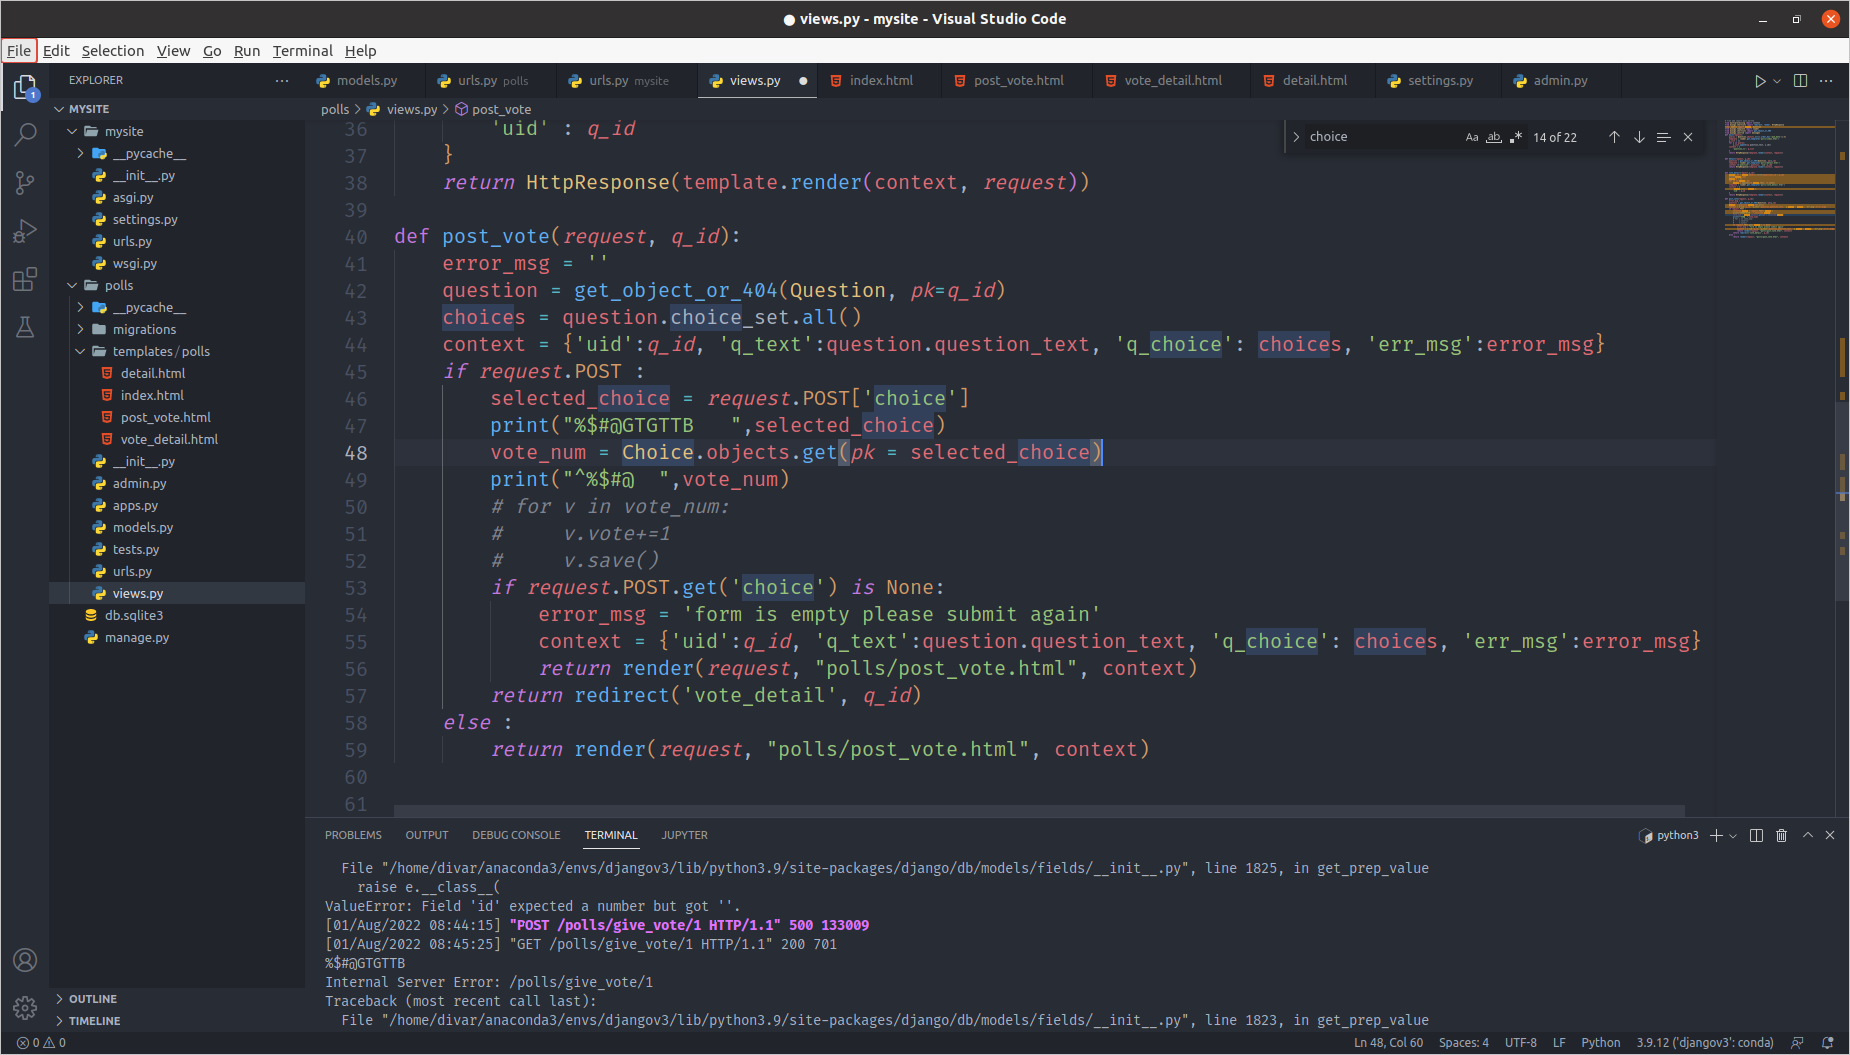 ● views.py - mysite - Visual Studio Code
File Edit Selection View Go Run Terminal Help
EXPLORER
models.py
urls.py polls
urls.py mysite
views.py
index.html
post_vote.html
vote_detail.html
detail.html
settings.py
admin.py
MYSITE
mysite
__pycache__
__init__.py
asgi.py
settings.py
urls.py
wsgi.py
polls
__pycache__
migrations
templates/polls
detail.html
index.html
post_vote.html
vote_detail.html
__init__.py
admin.py
apps.py
models.py
tests.py
urls.py
views.py
db.sqlite3
manage.py
OUTLINE
TIMELINE
1
polls > views.py > post_vote
choice Aa ab .* 14 of 22
36 'uid' : q_id
37 }
38 return HttpResponse(template.render(context, request))
39
40 def post_vote(request, q_id):
41 error_msg = ''
42 question = get_object_or_404(Question, pk=q_id)
43 choices = question.choice_set.all()
44 context = {'uid':q_id, 'q_text':question.question_text, 'q_choice': choices, 'err_msg':error_msg}
45 if request.POST :
46 selected_choice = request.POST['choice']
47 print("%$#@GTGTTB   ",selected_choice)
48 vote_num = Choice.objects.get(pk = selected_choice)
49 print("^%$#@  ",vote_num)
50 # for v in vote_num:
51 #     v.vote+=1
52 #     v.save()
53 if request.POST.get('choice') is None:
54 error_msg = 'form is empty please submit again'
55 context = {'uid':q_id, 'q_text':question.question_text, 'q_choice': choices, 'err_msg':error_msg}
56 return render(request, "polls/post_vote.html", context)
57 return redirect('vote_detail', q_id)
58 else :
59 return render(request, "polls/post_vote.html", context)
60
61
PROBLEMS OUTPUT DEBUG CONSOLE TERMINAL JUPYTER
python3
File "/home/divar/anaconda3/envs/djangov3/lib/python3.9/site-packages/django/db/models/fields/__init__.py", line 1825, in get_prep_value
raise e.__class__(
ValueError: Field 'id' expected a number but got ''.
[01/Aug/2022 08:44:15] "POST /polls/give_vote/1 HTTP/1.1" 500 133009
[01/Aug/2022 08:45:25] "GET /polls/give_vote/1 HTTP/1.1" 200 701
%$#@GTGTTB
Internal Server Error: /polls/give_vote/1
Traceback (most recent call last):
File "/home/divar/anaconda3/envs/djangov3/lib/python3.9/site-packages/django/db/models/fields/__init__.py", line 1823, in get_prep_value
0 0
Ln 48, Col 60 Spaces: 4 UTF-8 LF Python 3.9.12 ('djangov3': conda)